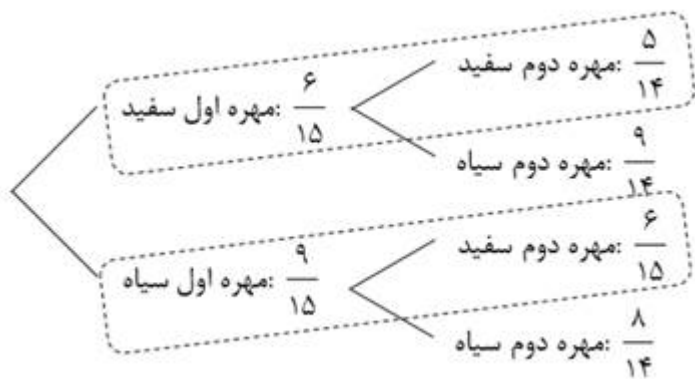 مهره دوم سفید: ۵/۱۴
مهره اول سفید: ۶/۱۵
مهره دوم سیاه: ۹/۱۴
مهره دوم سفید: ۶/۱۵
مهره اول سیاه: ۹/۱۵
مهره دوم سیاه: ۸/۱۴